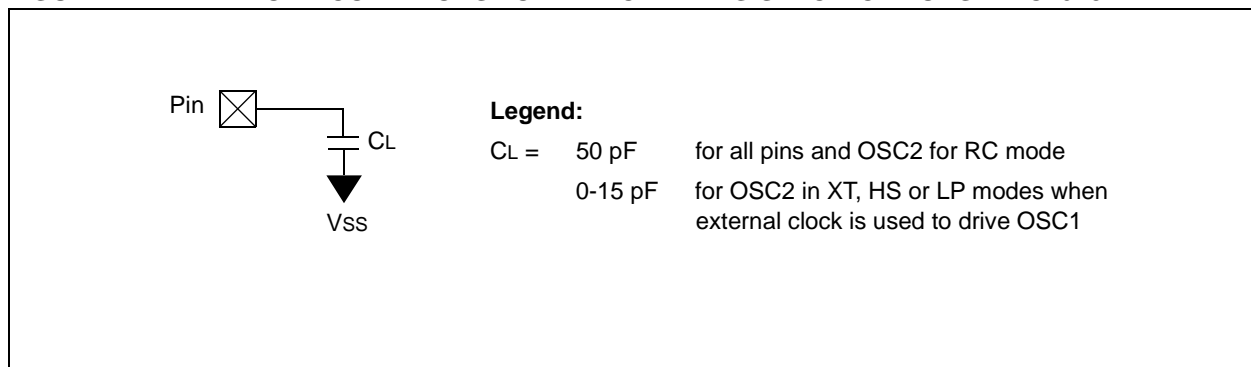 Pin
CL
VSS
Legend:
CL = 50 pF for all pins and OSC2 for RC mode
0-15 pF for OSC2 in XT, HS or LP modes when
external clock is used to drive OSC1